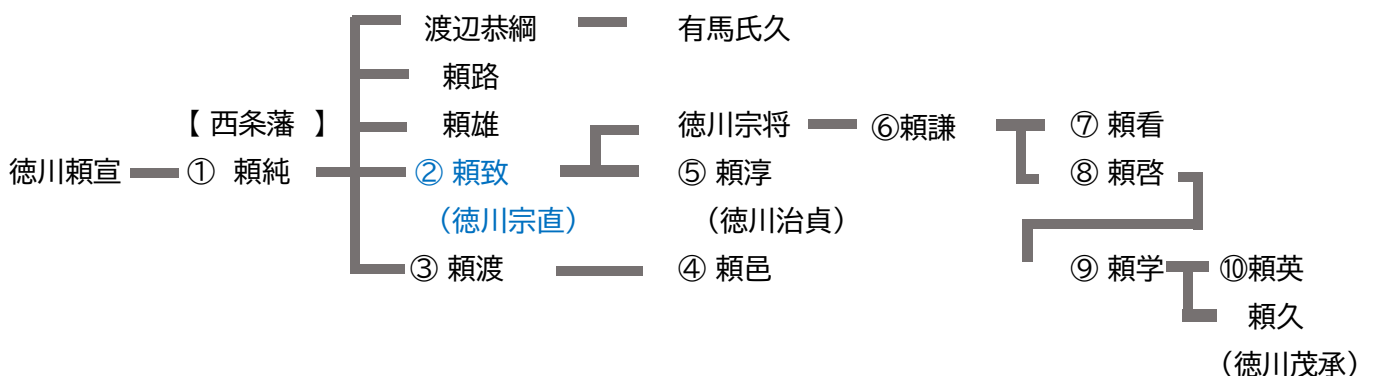 渡辺恭綱 有馬氏久
頼路
【 西条藩 】 頼雄 徳川宗将 ⑥頼謙 ⑦ 頼看
徳川頼宣 ① 頼純 ② 頼致 ⑤ 頼淳 ⑧ 頼啓
（徳川宗直） （徳川治貞）
③ 頼渡 ④ 頼邑 ⑨ 頼学 ⑩頼英
頼久
（徳川茂承）